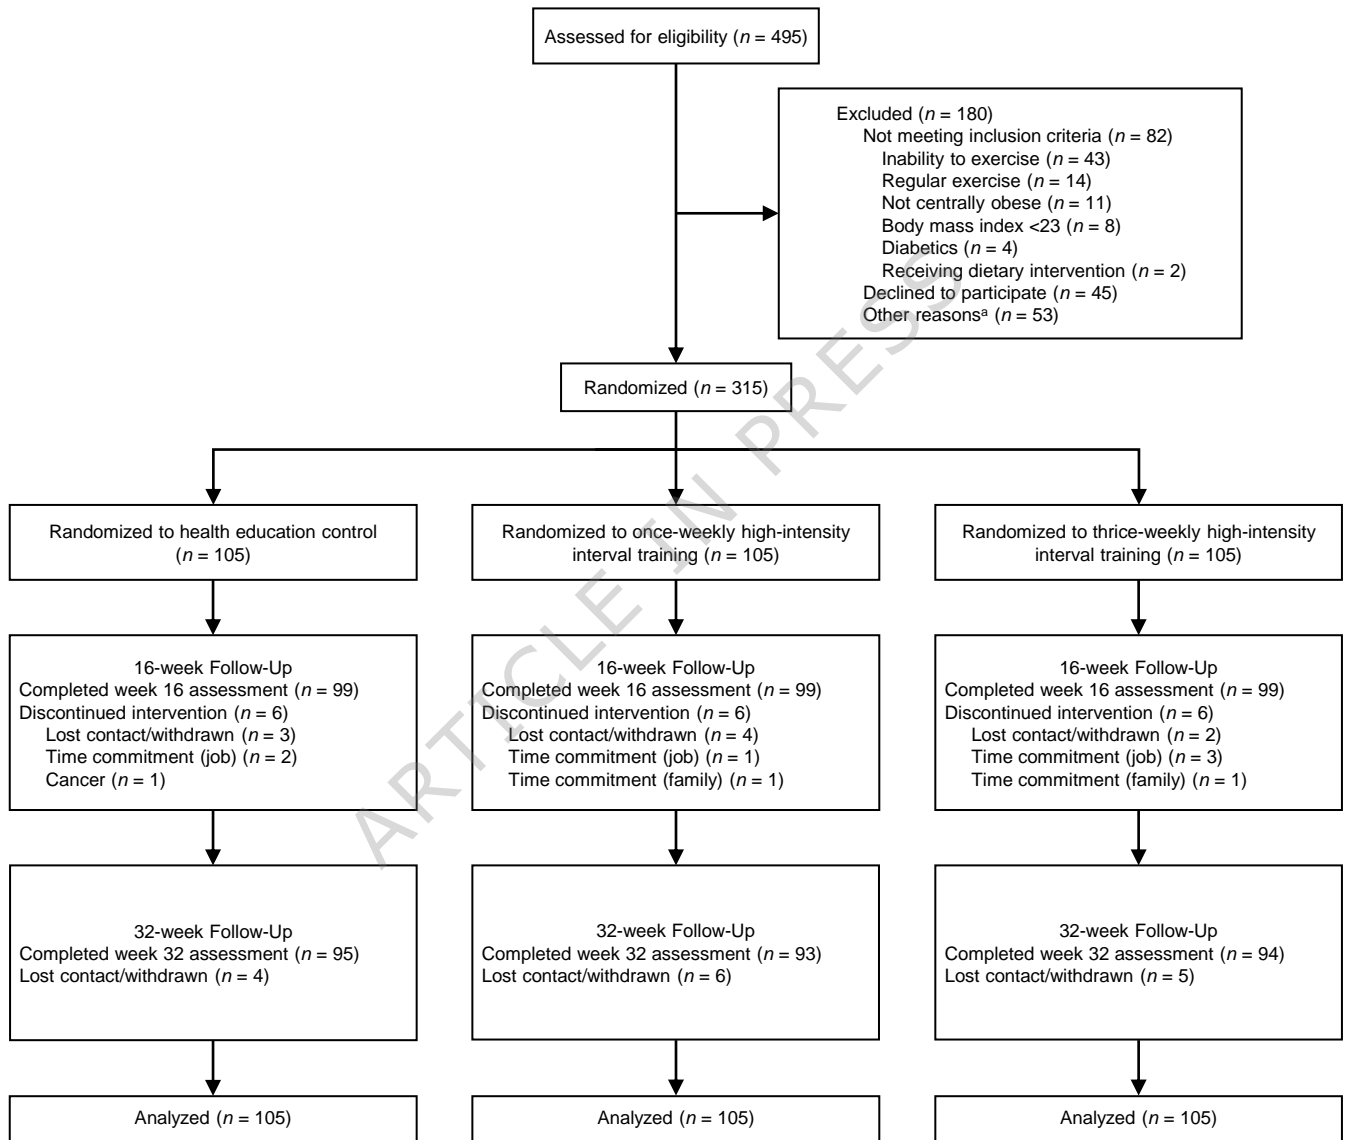 Assessed for eligibility (n = 495)
Excluded (n = 180)
Not meeting inclusion criteria (n = 82)
Inability to exercise (n = 43)
Regular exercise (n = 14)
Not centrally obese (n = 11)
Body mass index <23 (n = 8)
Diabetics (n = 4)
Receiving dietary intervention (n = 2)
Declined to participate (n = 45)
Other reasonsᵃ (n = 53)
Randomized (n = 315)
Randomized to health education control
(n = 105)
Randomized to once-weekly high-intensity
interval training (n = 105)
Randomized to thrice-weekly high-intensity
interval training (n = 105)
16-week Follow-Up
Completed week 16 assessment (n = 99)
Discontinued intervention (n = 6)
Lost contact/withdrawn (n = 3)
Time commitment (job) (n = 2)
Cancer (n = 1)
16-week Follow-Up
Completed week 16 assessment (n = 99)
Discontinued intervention (n = 6)
Lost contact/withdrawn (n = 4)
Time commitment (job) (n = 1)
Time commitment (family) (n = 1)
16-week Follow-Up
Completed week 16 assessment (n = 99)
Discontinued intervention (n = 6)
Lost contact/withdrawn (n = 2)
Time commitment (job) (n = 3)
Time commitment (family) (n = 1)
32-week Follow-Up
Completed week 32 assessment (n = 95)
Lost contact/withdrawn (n = 4)
32-week Follow-Up
Completed week 32 assessment (n = 93)
Lost contact/withdrawn (n = 6)
32-week Follow-Up
Completed week 32 assessment (n = 94)
Lost contact/withdrawn (n = 5)
Analyzed (n = 105)
Analyzed (n = 105)
Analyzed (n = 105)
ARTICLE IN PRESS